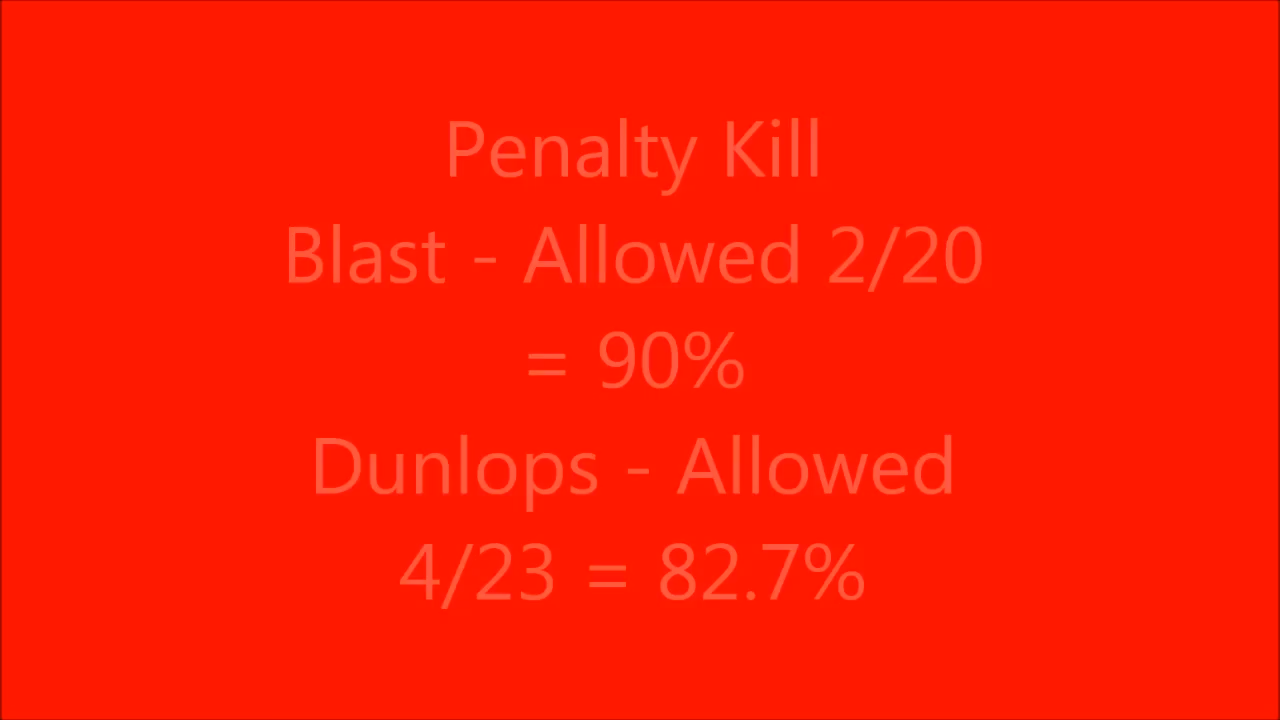 Penalty Kill
Blast - Allowed 2/20
= 90%
Dunlops - Allowed
4/23 = 82.7%